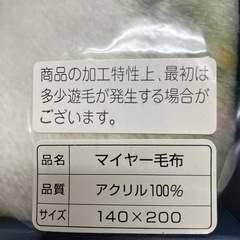 商品の加工特性上、最初は
多少遊毛が発生する場合が
ございます。
品名 マイヤー毛布
品質 アクリル100%
サイズ 140×200